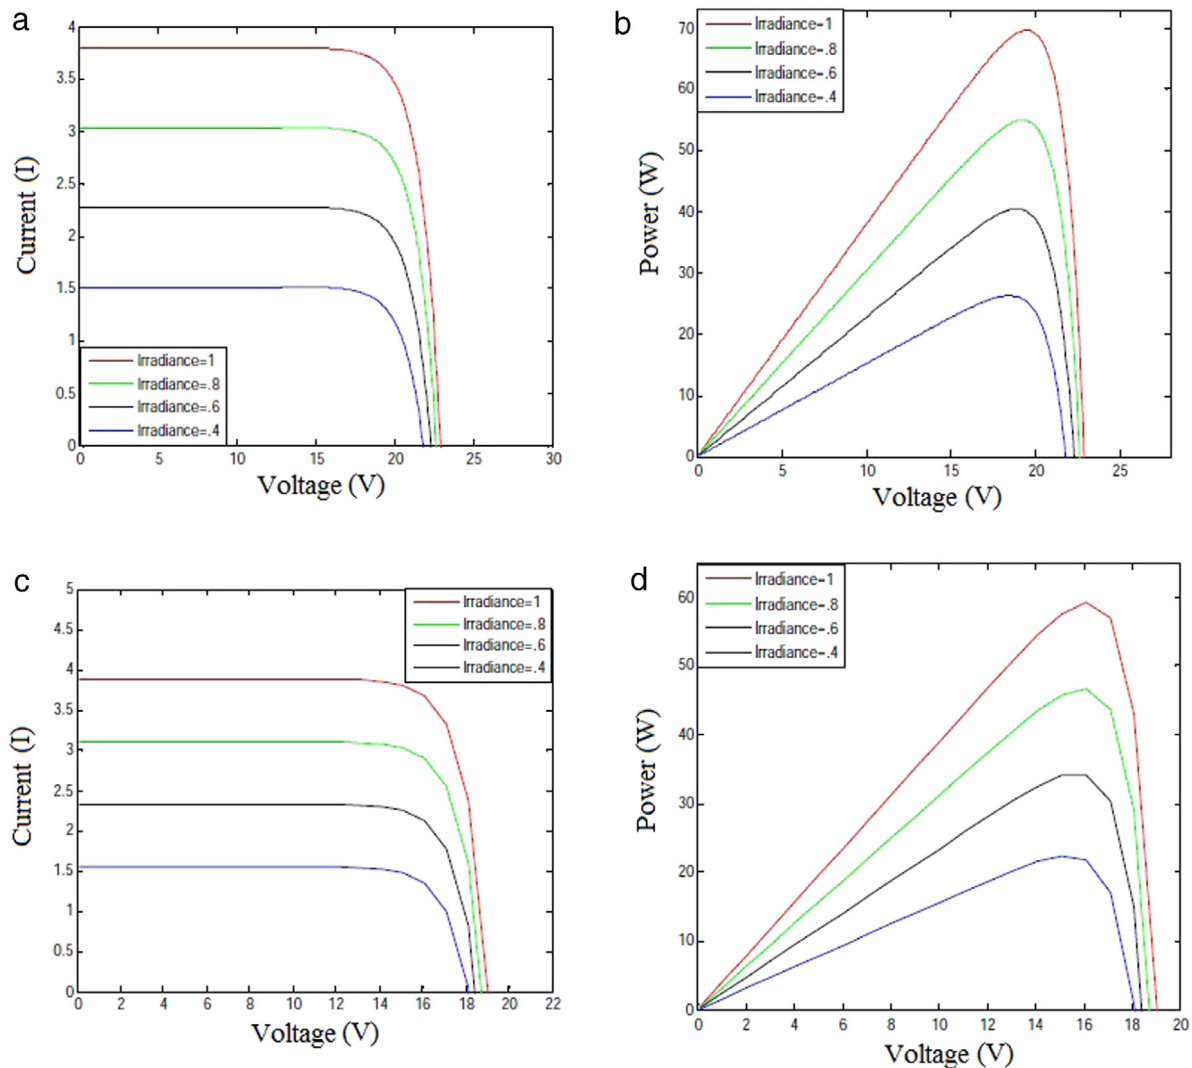 a
4
3.5
3
2.5
2
1.5
1
0.5
0
Current (I)
Irradiance=1
Irradiance=.8
Irradiance=.6
Irradiance=.4
0 5 10 15 20 25 30
Voltage (V)
b
70
60
50
40
30
20
10
0
Power (W)
Irradiance=1
Irradiance=.8
Irradiance=.6
Irradiance=.4
0 5 10 15 20 25
Voltage (V)
c
5
4.5
4
3.5
3
2.5
2
1.5
1
0.5
0
Current (I)
Irradiance=1
Irradiance=.8
Irradiance=.6
Irradiance=.4
0 2 4 6 8 10 12 14 16 18 20 22
Voltage (V)
d
60
50
40
30
20
10
0
Power (W)
Irradiance=1
Irradiance=.8
Irradiance=.6
Irradiance=.4
0 2 4 6 8 10 12 14 16 18 20
Voltage (V)